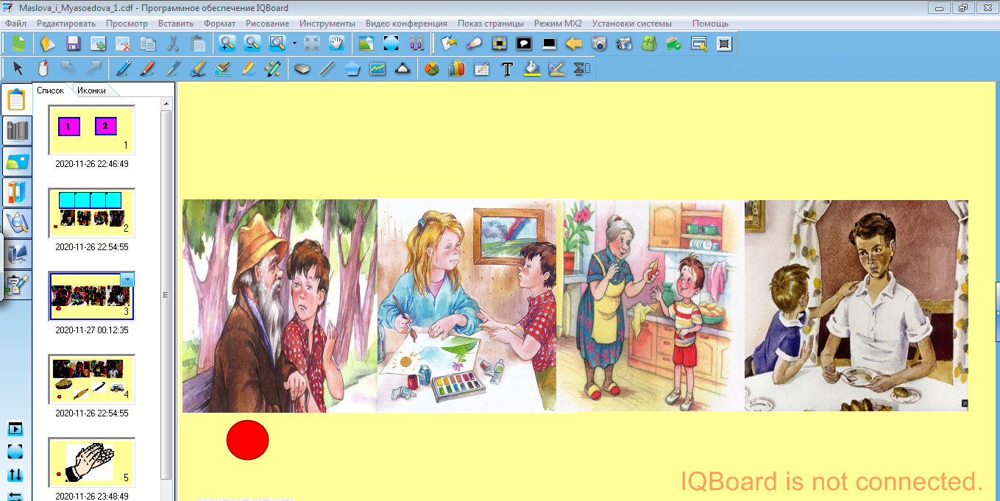 Maslova_i_Myasoedova_1.cdf - Программное обеспечение IQBoard
Файл Редактировать Просмотр Вставить Формат Рисование Инструменты Видео конференция Показ страницы Режим MX2 Установки системы Помощь
T
Список Иконки
1 2
1
2020-11-26 22:46:49
2
2020-11-26 22:54:55
3
2020-11-27 00:12:35
4
2020-11-26 22:54:55
5
2020-11-26 23:48:49
21
IQBoard is not connected.